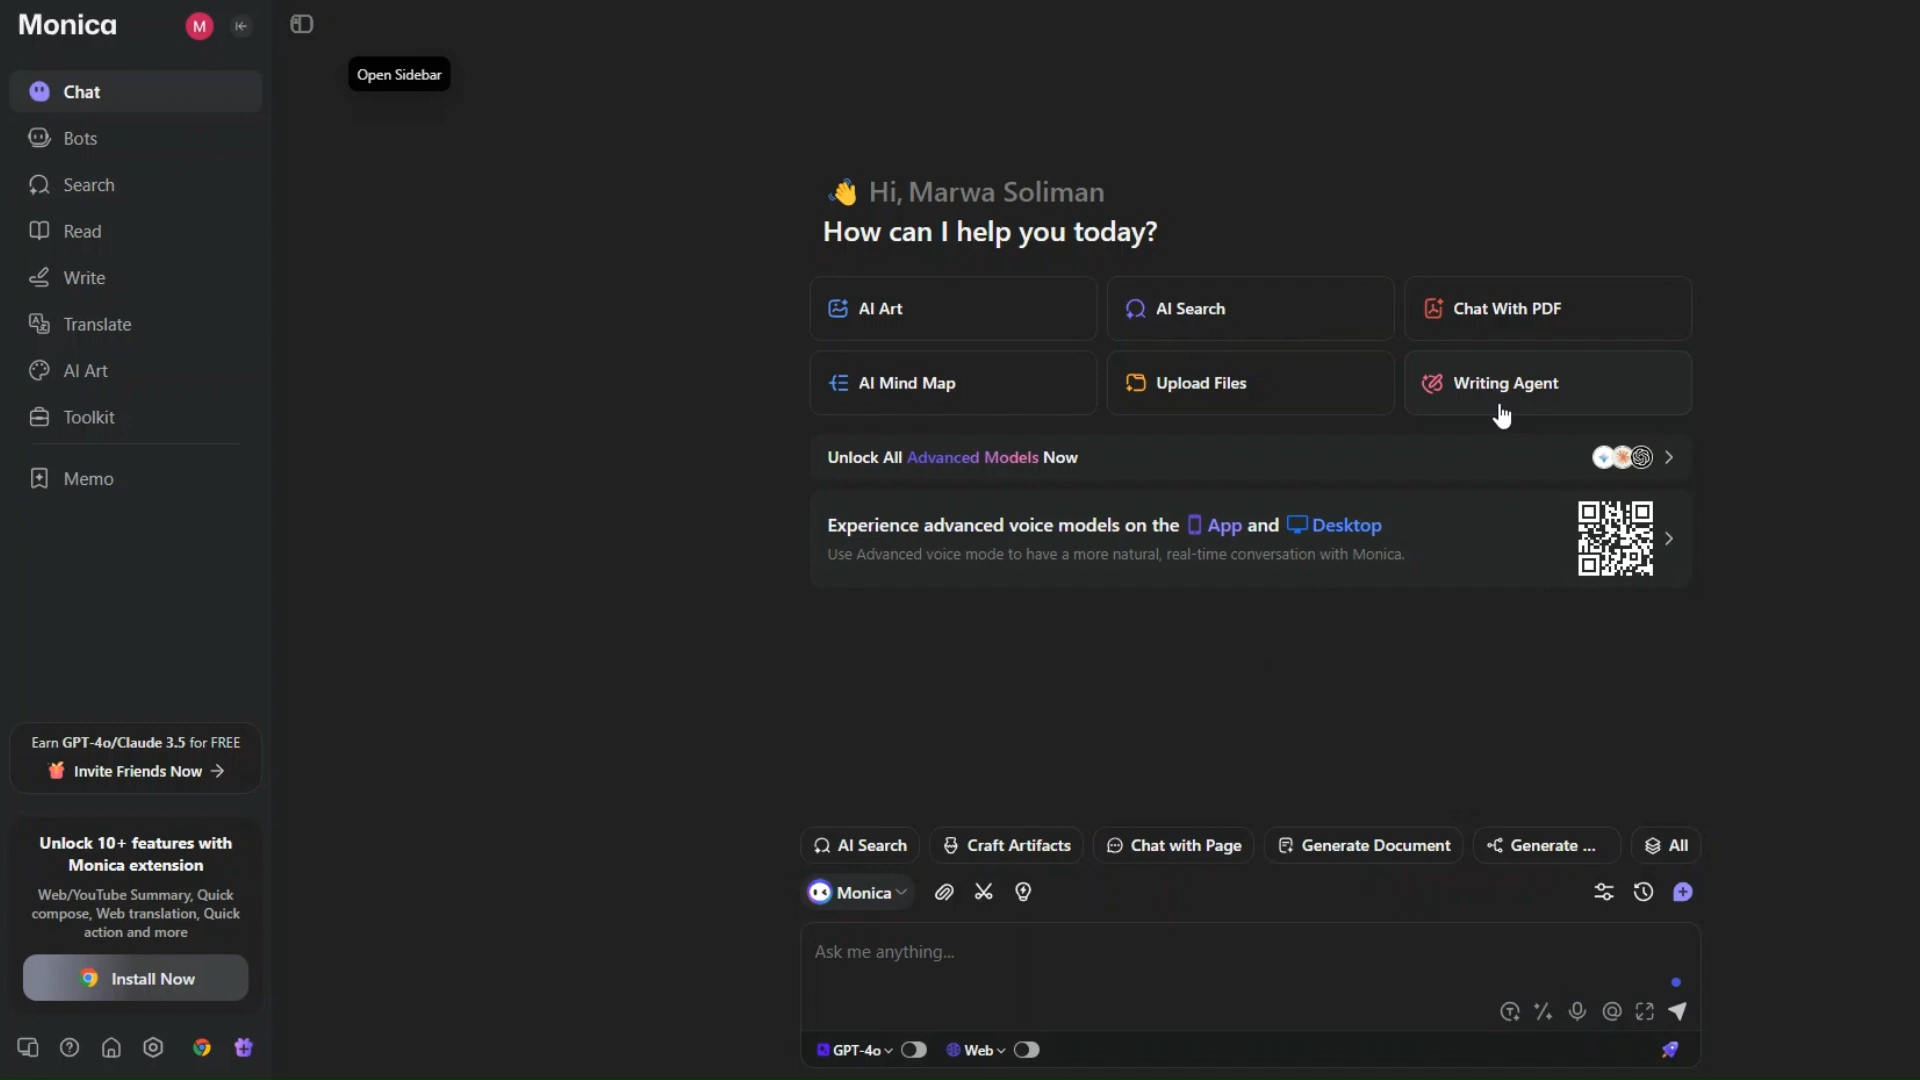 Monica
M
Open Sidebar
Chat
Bots
Search
Read
Write
Translate
AI Art
Toolkit
Memo
Earn GPT-4o/Claude 3.5 for FREE
Invite Friends Now →
Unlock 10+ features with
Monica extension
Web/YouTube Summary, Quick
compose, Web translation, Quick
action and more
Install Now
Hi, Marwa Soliman
How can I help you today?
AI Art
AI Search
Chat With PDF
AI Mind Map
Upload Files
Writing Agent
Unlock All Advanced Models Now
Experience advanced voice models on the App and Desktop
Use Advanced voice mode to have a more natural, real-time conversation with Monica.
AI Search
Craft Artifacts
Chat with Page
Generate Document
Generate ...
All
Monica
Ask me anything...
GPT-4o
Web